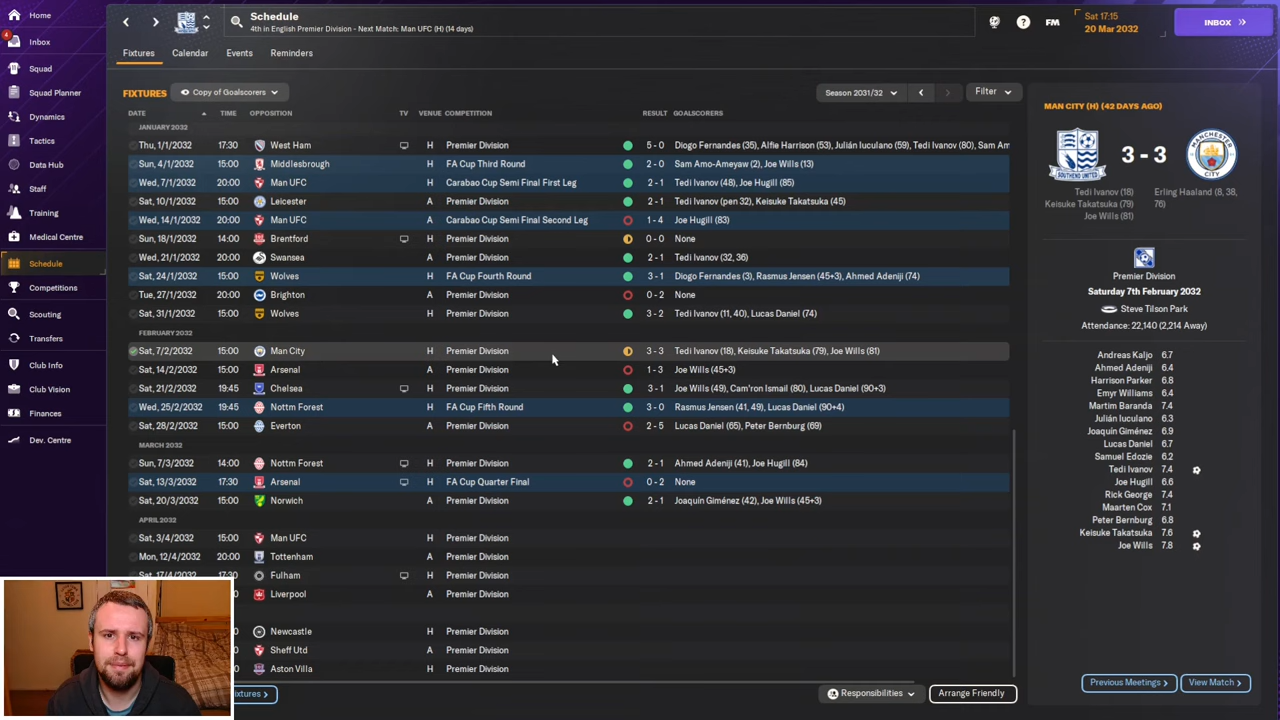 Home
4
Inbox
Squad
Squad Planner
Dynamics
Tactics
Data Hub
Staff
Training
Medical Centre
Schedule
Competitions
Scouting
Transfers
Club Info
Club Vision
Finances
Dev. Centre
Schedule
4th in English Premier Division - Next Match: Man UFC (H) (14 days)
FM
Sat 17:15
20 Mar 2032
INBOX
Fixtures Calendar Events Reminders
FIXTURES Copy of Goalscorers Season 2031/32 Filter
DATE TIME OPPOSITION TV VENUE COMPETITION RESULT GOALSCORERS
JANUARY 2032
Thu, 1/1/2032 17:30 West Ham H Premier Division 5 - 0 Diogo Fernandes (35), Alfie Harrison (53), Julián Iuculano (59), Tedi Ivanov (80), Sam Am
Sun, 4/1/2032 15:00 Middlesbrough H FA Cup Third Round 2 - 0 Sam Amo-Ameyaw (2), Joe Wills (13)
Wed, 7/1/2032 20:00 Man UFC H Carabao Cup Semi Final First Leg 2 - 1 Tedi Ivanov (48), Joe Hugill (85)
Sat, 10/1/2032 15:00 Leicester A Premier Division 2 - 1 Tedi Ivanov (pen 32), Keisuke Takatsuka (45)
Wed, 14/1/2032 20:00 Man UFC A Carabao Cup Semi Final Second Leg 1 - 4 Joe Hugill (83)
Sun, 18/1/2032 14:00 Brentford H Premier Division 0 - 0 None
Wed, 21/1/2032 20:00 Swansea A Premier Division 2 - 1 Tedi Ivanov (32, 36)
Sat, 24/1/2032 15:00 Wolves H FA Cup Fourth Round 3 - 1 Diogo Fernandes (3), Rasmus Jensen (45+3), Ahmed Adeniji (74)
Tue, 27/1/2032 20:00 Brighton A Premier Division 0 - 2 None
Sat, 31/1/2032 15:00 Wolves A Premier Division 3 - 2 Tedi Ivanov (11, 40), Lucas Daniel (74)
FEBRUARY 2032
Sat, 7/2/2032 15:00 Man City H Premier Division 3 - 3 Tedi Ivanov (18), Keisuke Takatsuka (79), Joe Wills (81)
Sat, 14/2/2032 15:00 Arsenal A Premier Division 1 - 3 Joe Wills (45+3)
Sat, 21/2/2032 19:45 Chelsea H Premier Division 3 - 1 Joe Wills (49), Cam'ron Ismail (80), Lucas Daniel (90+3)
Wed, 25/2/2032 19:45 Nottm Forest H FA Cup Fifth Round 3 - 0 Rasmus Jensen (41, 49), Lucas Daniel (90+4)
Sat, 28/2/2032 15:00 Everton A Premier Division 2 - 5 Lucas Daniel (65), Peter Bernburg (69)
MARCH 2032
Sun, 7/3/2032 14:00 Nottm Forest H Premier Division 2 - 1 Ahmed Adeniji (41), Joe Hugill (84)
Sat, 13/3/2032 17:30 Arsenal H FA Cup Quarter Final 0 - 2 None
Sat, 20/3/2032 15:00 Norwich A Premier Division 2 - 1 Joaquín Giménez (42), Joe Wills (45+3)
APRIL 2032
Sat, 3/4/2032 15:00 Man UFC H Premier Division
Mon, 12/4/2032 20:00 Tottenham A Premier Division
Sat, 17/4/2032 17:30 Fulham H Premier Division
Liverpool A Premier Division
Newcastle H Premier Division
Sheff Utd A Premier Division
Aston Villa H Premier Division
Fixtures Responsibilities Arrange Friendly
MAN CITY (H) (42 DAYS AGO)
SOUTHEND UNITED
3 - 3
MANCHESTER CITY
Tedi Ivanov (18)
Keisuke Takatsuka (79)
Joe Wills (81)
Erling Haaland (8, 38,
76)
Premier Division
Saturday 7th February 2032
Steve Tilson Park
Attendance: 22,140 (2,214 Away)
Andreas Kaljo 6.7
Ahmed Adeniji 6.4
Harrison Parker 6.8
Emyr Williams 6.4
Martim Baranda 7.4
Julián Iuculano 6.3
Joaquín Giménez 6.9
Lucas Daniel 6.7
Samuel Edozie 6.2
Tedi Ivanov 7.4
Joe Hugill 6.6
Rick George 7.4
Maarten Cox 7.1
Peter Bernburg 6.8
Keisuke Takatsuka 7.6
Joe Wills 7.8
Previous Meetings View Match